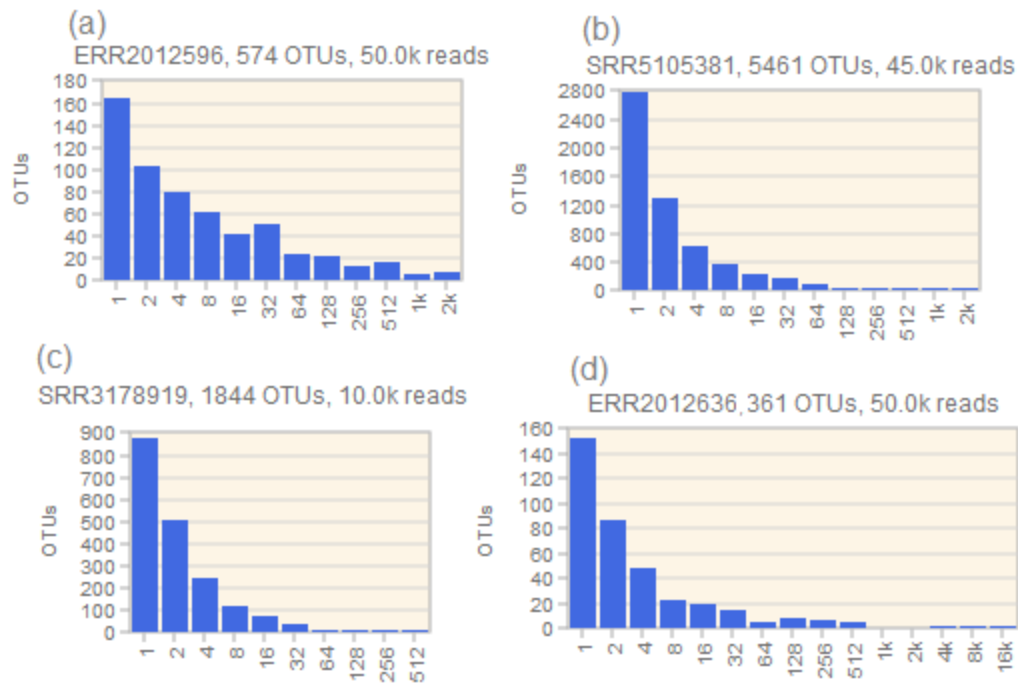 (a)
ERR2012596, 574 OTUs, 50.0k reads
180
160
140
120
100
80
60
40
20
0
OTUs
1 2 4 8 16 32 64 128 256 512 1k 2k
(b)
SRR5105381, 5461 OTUs, 45.0k reads
2800
2400
2000
1600
1200
800
400
0
OTUs
1 2 4 8 16 32 64 128 256 512 1k 2k
(c)
SRR3178919, 1844 OTUs, 10.0k reads
900
800
700
600
500
400
300
200
100
0
OTUs
1 2 4 8 16 32 64 128 256 512
(d)
ERR2012636, 361 OTUs, 50.0k reads
160
140
120
100
80
60
40
20
0
OTUs
1 2 4 8 16 32 64 128 256 512 1k 2k 4k 8k 16k